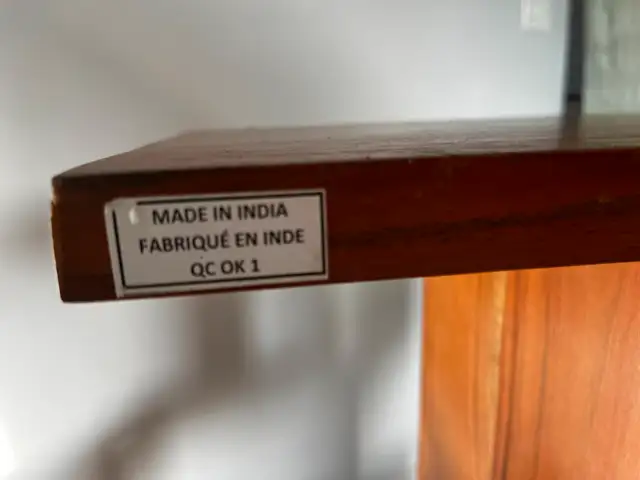 MADE IN INDIA
FABRIQUÉ EN INDE
QC OK 1